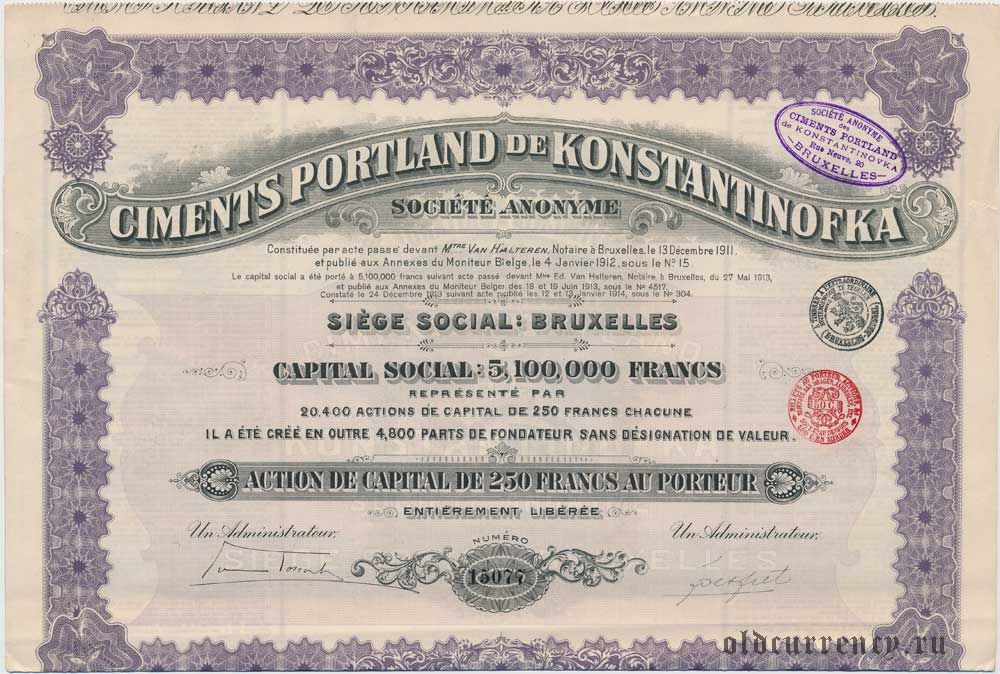 SOCIÉTÉ ANONYME
des
CIMENTS PORTLAND
de KONSTANTINOVKA
Rue Neuve, 20
—BRUXELLES—
CIMENTS PORTLAND DE KONSTANTINOFKA
SOCIÉTÉ ANONYME
Constituée par acte passé devant MTRE VAN HALTEREN, Notaire à Bruxelles, le 13 Décembre 1911.
et publié aux Annexes du Moniteur Bielge, le 4 Janvier 1912, sous le No 15.
Le capital social a été porté à 5,100,000 francs suivant acte passé devant Mtre Ed. Van Halteren, Notaire à Bruxelles, du 27 Mai 1913,
et publié aux Annexes du Moniteur Belger des 18 et 19 Juin 1913, sous le No 4517.
Constaté le 24 Décembre 1913 suivant acte publié les 12 et 13 Janvier 1914, sous le No 304.
SIÈGE SOCIAL: BRUXELLES
CAPITAL SOCIAL: 5,100,000 FRANCS
REPRÉSENTÉ PAR
20.400 ACTIONS DE CAPITAL DE 250 FRANCS CHACUNE
IL A ÉTÉ CRÉÉ EN OUTRE 4,800 PARTS DE FONDATEUR SANS DÉSIGNATION DE VALEUR.
ACTION DE CAPITAL DE 250 FRANCS AU PORTEUR
ENTIÉREMENT LIBÉRÉE
Un Administrateur,
Un Administrateur,
NUMÉRO
15077
oldcurrency.ru